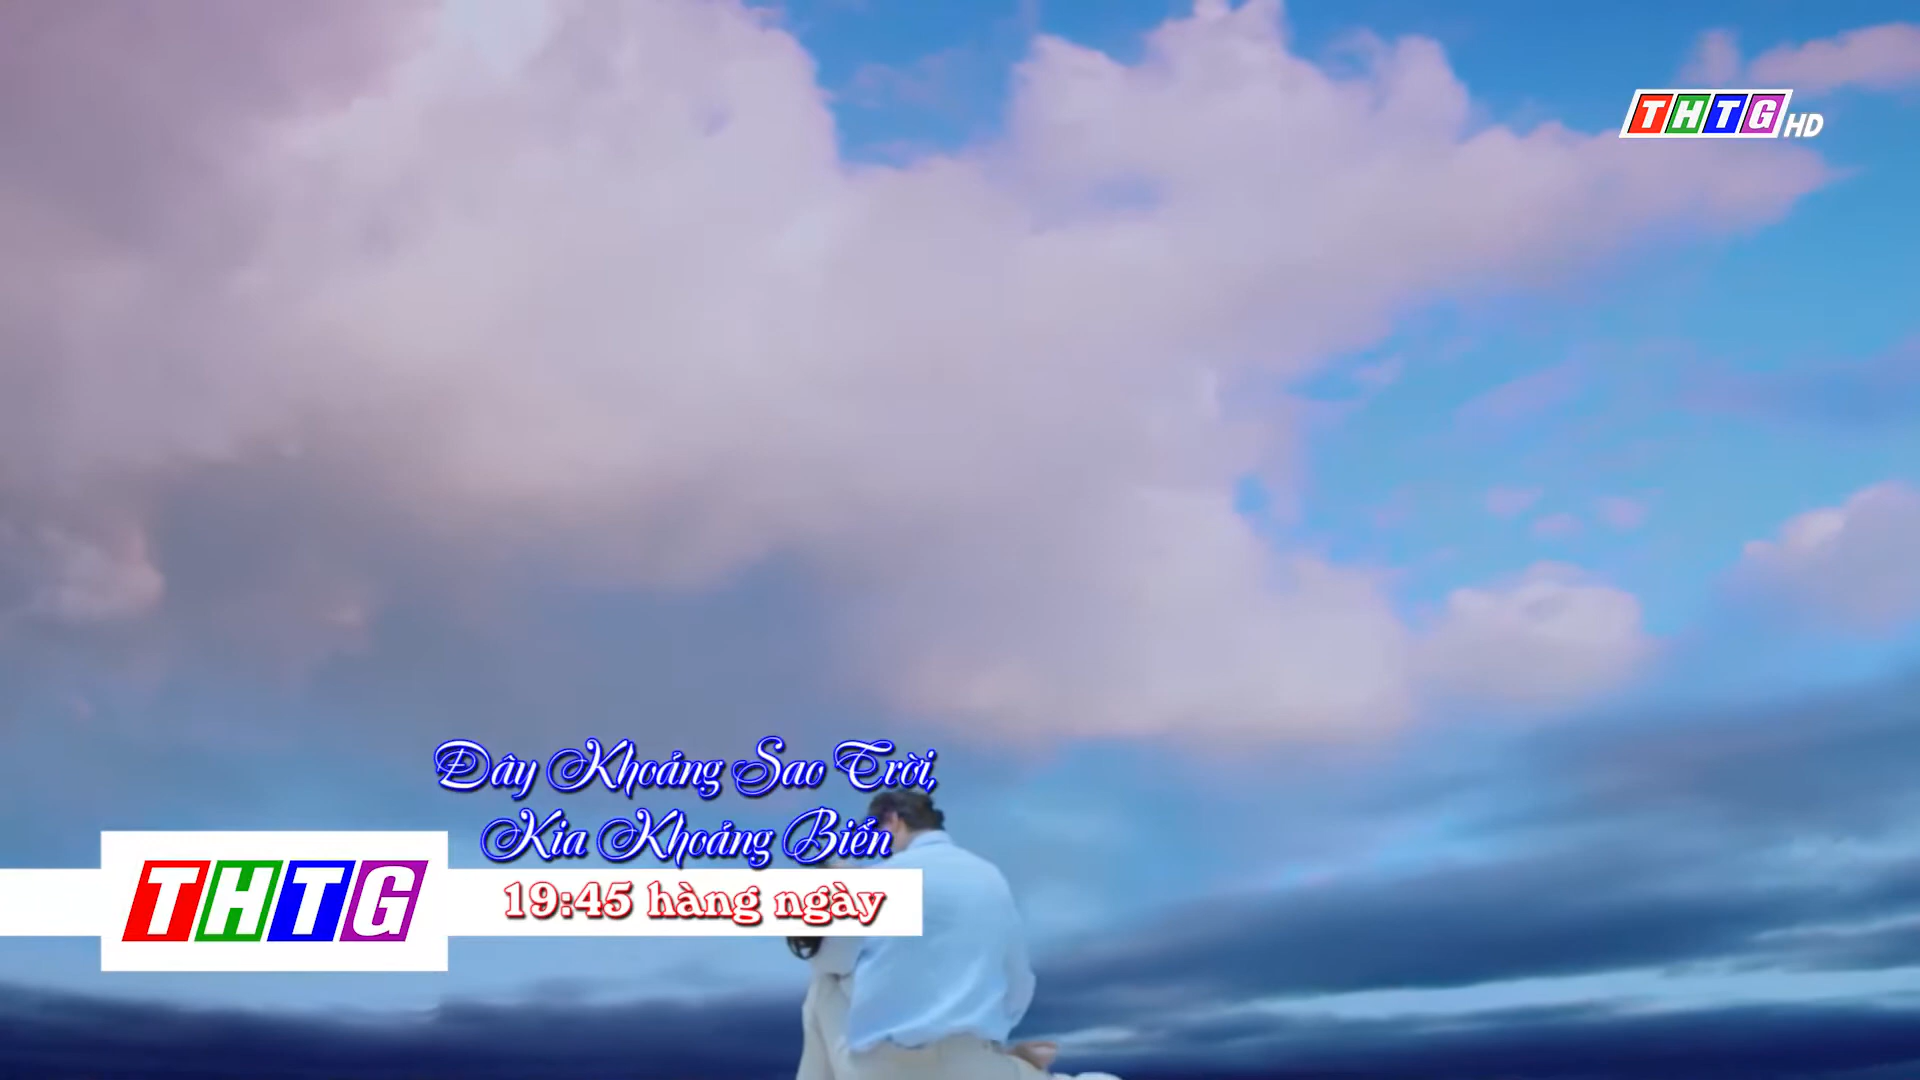 THTG HD
Đây Khoảng Sao Trời,
Kia Khoảng Biển
19:45 hàng ngày
THTG